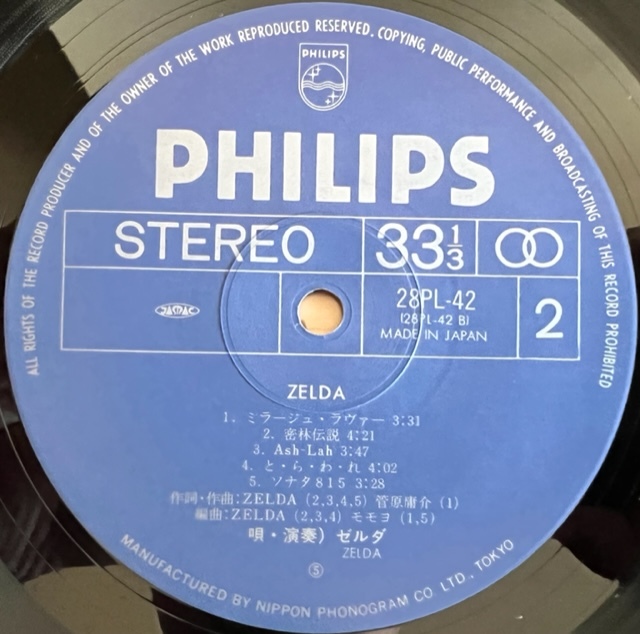 ALL RIGHTS OF THE RECORD PRODUCER AND OF THE OWNER OF THE WORK REPRODUCED RESERVED. COPYING, PUBLIC PERFORMANCE AND BROADCASTING OF THIS RECORD PROHIBITED
PHILIPS
PHILIPS
STEREO 33 1/3
JASRAC 28PL-42 2
(28PL-42 B)
MADE IN JAPAN
ZELDA
1. ミラージュ・ラヴァー 3:31
2. 密林伝説 4:21
3. Ash-Lah 3:47
4. と・ら・わ・れ 4:02
5. ソナタ815 3:28
作詞・作曲:ZELDA (2,3,4,5) 菅原庸介 (1)
編曲:ZELDA (2,3,4) モモヨ (1,5)
唄・演奏) ゼルダ
ZELDA
Ⓢ
MANUFACTURED BY NIPPON PHONOGRAM CO. LTD., TOKYO